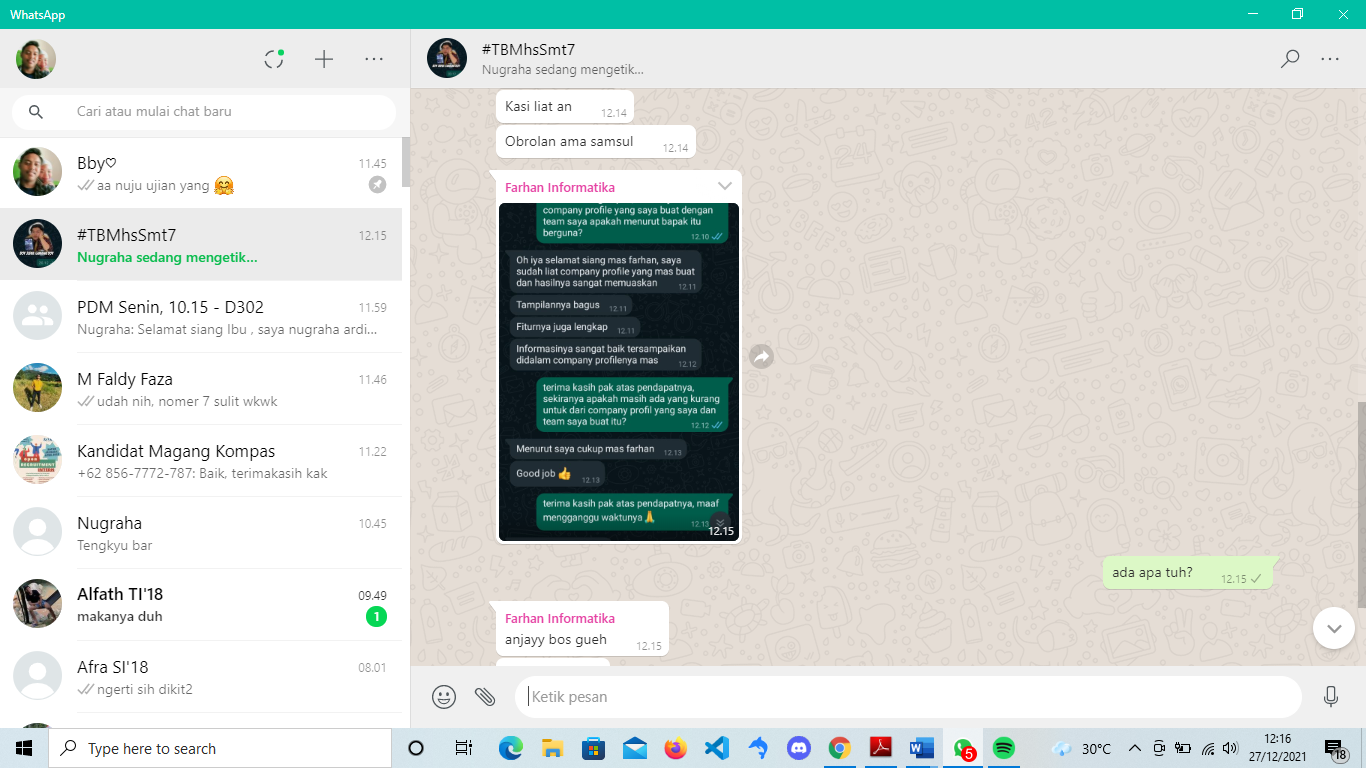 WhatsApp
Cari atau mulai chat baru
Bby♡
11.45
aa nuju ujian yang 🤗
#TBMhsSmt7
12.15
Nugraha sedang mengetik...
PDM Senin, 10.15 - D302
11.59
Nugraha: Selamat siang Ibu , saya nugraha ardi...
M Faldy Faza
11.46
udah nih, nomer 7 sulit wkwk
Kandidat Magang Kompas
11.22
+62 856-7772-787: Baik, terimakasih kak
Nugraha
10.45
Tengkyu bar
Alfath TI'18
09.49
makanya duh
1
Afra SI'18
08.01
ngerti sih dikit2
#TBMhsSmt7
Nugraha sedang mengetik...
Kasi liat an
12.14
Obrolan ama samsul
12.14
Farhan Informatika
company profile yang saya buat dengan
team saya apakah menurut bapak itu
berguna?
12.10
Oh iya selamat siang mas farhan, saya
sudah liat company profile yang mas buat
dan hasilnya sangat memuaskan
12.11
Tampilannya bagus
12.11
Fiturnya juga lengkap
12.11
Informasinya sangat baik tersampaikan
didalam company profilenya mas
12.12
terima kasih pak atas pendapatnya,
sekiranya apakah masih ada yang kurang
untuk dari company profil yang saya dan
team saya buat itu?
12.12
Menurut saya cukup mas farhan
12.13
Good job 👍
12.13
terima kasih pak atas pendapatnya, maaf
mengganggu waktunya🙏
12.13
12.15
ada apa tuh?
12.15
Farhan Informatika
anjayy bos gueh
12.15
Ketik pesan
Type here to search
5
30°C
12:16
27/12/2021
18